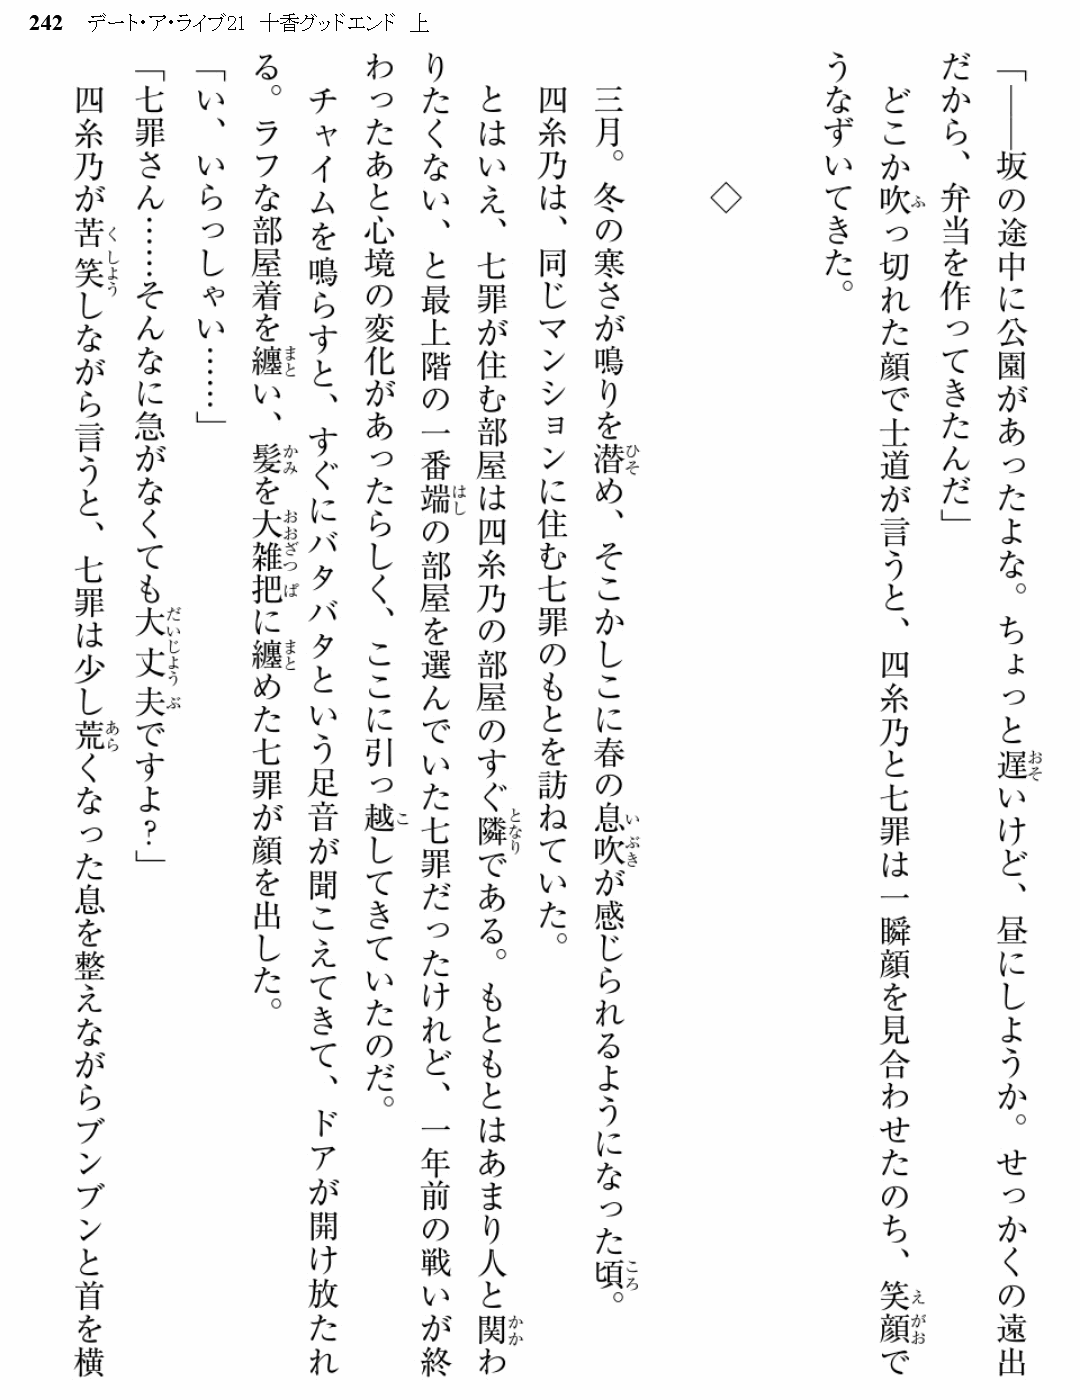 242 デート・ア・ライブ21 十香グッドエンド 上
「――坂の途中に公園があったよな。ちょっと遅いけど、昼にしようか。せっかくの遠出
だから、弁当を作ってきたんだ」
どこか吹っ切れた顔で士道が言うと、四糸乃と七罪は一瞬顔を見合わせたのち、笑顔で
うなずいてきた。
◇
三月。冬の寒さが鳴りを潜め、そこかしこに春の息吹が感じられるようになった頃。
四糸乃は、同じマンションに住む七罪のもとを訪ねていた。
とはいえ、七罪が住む部屋は四糸乃の部屋のすぐ隣である。もともとはあまり人と関わ
りたくない、と最上階の一番端の部屋を選んでいた七罪だったけれど、一年前の戦いが終
わったあと心境の変化があったらしく、ここに引っ越してきていたのだ。
チャイムを鳴らすと、すぐにバタバタという足音が聞こえてきて、ドアが開け放たれ
る。ラフな部屋着を纏い、髪を大雑把に纏めた七罪が顔を出した。
「い、いらっしゃい……」
「七罪さん……そんなに急がなくても大丈夫ですよ？」
四糸乃が苦笑しながら言うと、七罪は少し荒くなった息を整えながらブンブンと首を横